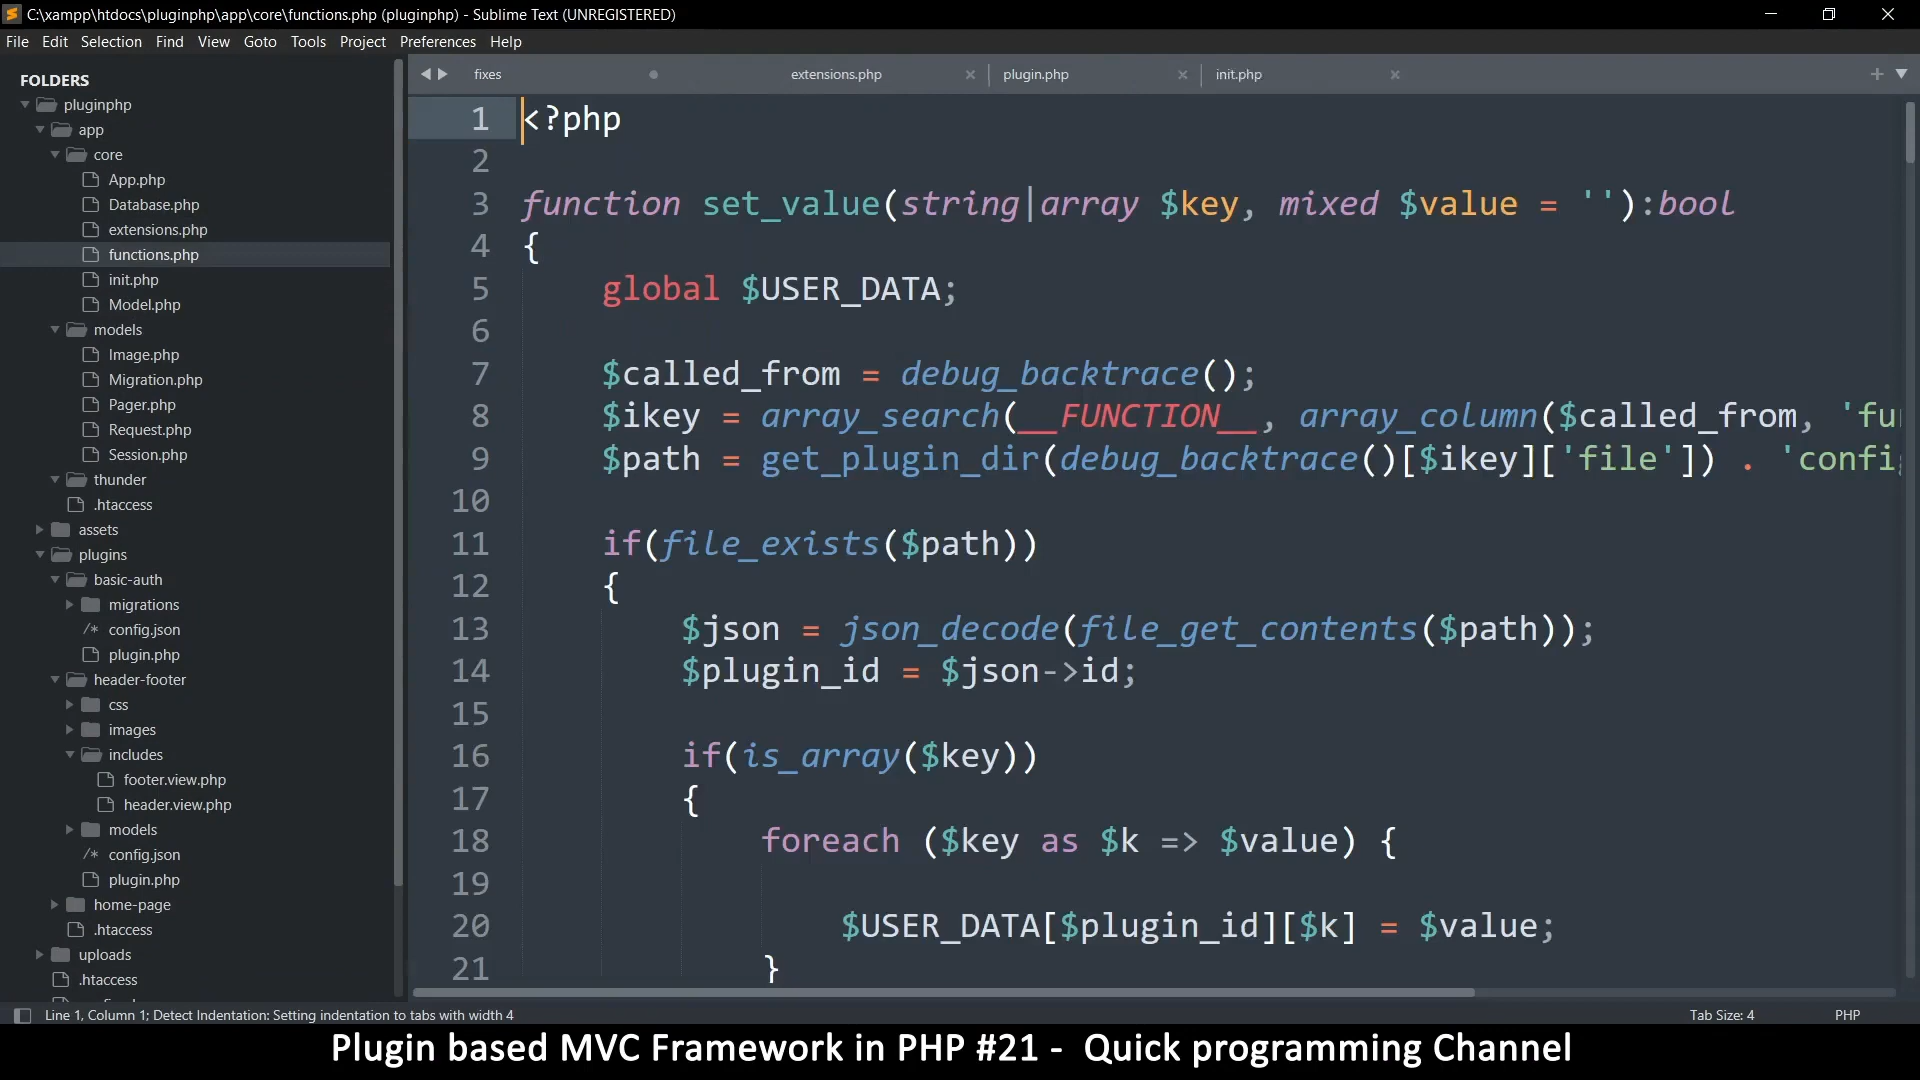 C:\xampp\htdocs\pluginphp\app\core\functions.php (pluginphp) - Sublime Text (UNREGISTERED)
File Edit Selection Find View Goto Tools Project Preferences Help
FOLDERS
pluginphp
app
core
App.php
Database.php
extensions.php
functions.php
init.php
Model.php
models
Image.php
Migration.php
Pager.php
Request.php
Session.php
thunder
.htaccess
assets
plugins
basic-auth
migrations
/* config.json
plugin.php
header-footer
css
images
includes
footer.view.php
header.view.php
models
/* config.json
plugin.php
home-page
.htaccess
uploads
.htaccess
fixes extensions.php plugin.php init.php
1 <?php
2
3 function set_value(string|array $key, mixed $value = ''):bool
4 {
5 global $USER_DATA;
6
7 $called_from = debug_backtrace();
8 $ikey = array_search(__FUNCTION__, array_column($called_from, 'fu
9 $path = get_plugin_dir(debug_backtrace()[$ikey]['file']) . 'confi
10
11 if(file_exists($path))
12 {
13 $json = json_decode(file_get_contents($path));
14 $plugin_id = $json->id;
15
16 if(is_array($key))
17 {
18 foreach ($key as $k => $value) {
19
20 $USER_DATA[$plugin_id][$k] = $value;
21 }
Line 1, Column 1; Detect Indentation: Setting indentation to tabs with width 4 Tab Size: 4 PHP
Plugin based MVC Framework in PHP #21 - Quick programming Channel